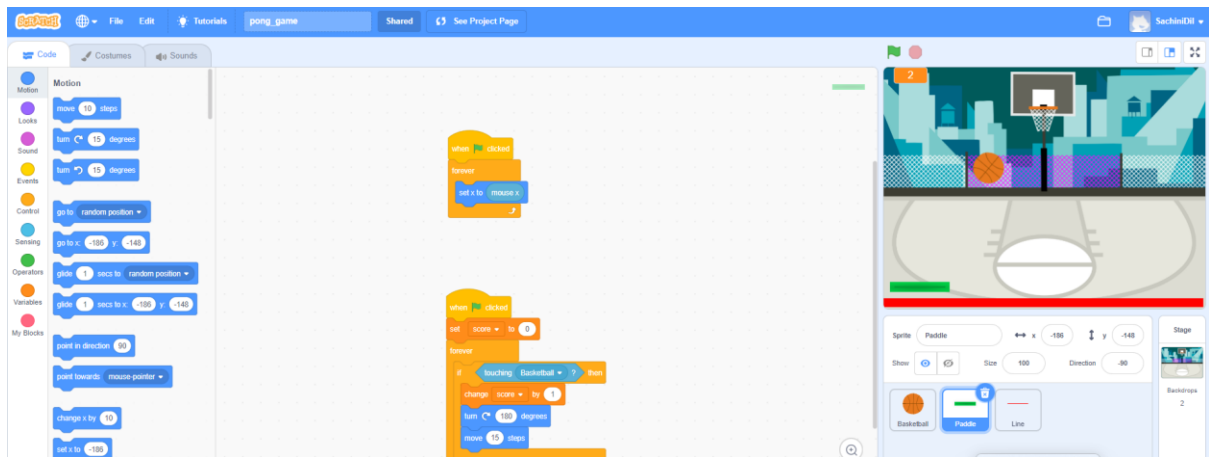 SCRATCH File Edit Tutorials pong_game Shared See Project Page SachiniDil
Code Costumes Sounds
Motion
Looks
Sound
Events
Control
Sensing
Operators
Variables
My Blocks
Motion
move 10 steps
turn 15 degrees
turn 15 degrees
go to random position
go to x: -186 y: -148
glide 1 secs to random position
glide 1 secs to x: -186 y: -148
point in direction 90
point towards mouse-pointer
change x by 10
set x to -186
when clicked
forever
set x to mouse x
when clicked
set score to 0
forever
if touching Basketball ? then
change score by 1
turn 180 degrees
move 15 steps
2
Sprite Paddle x -186 y -148
Show Size 100 Direction -90
Basketball Paddle Line
Stage
Backdrops
2